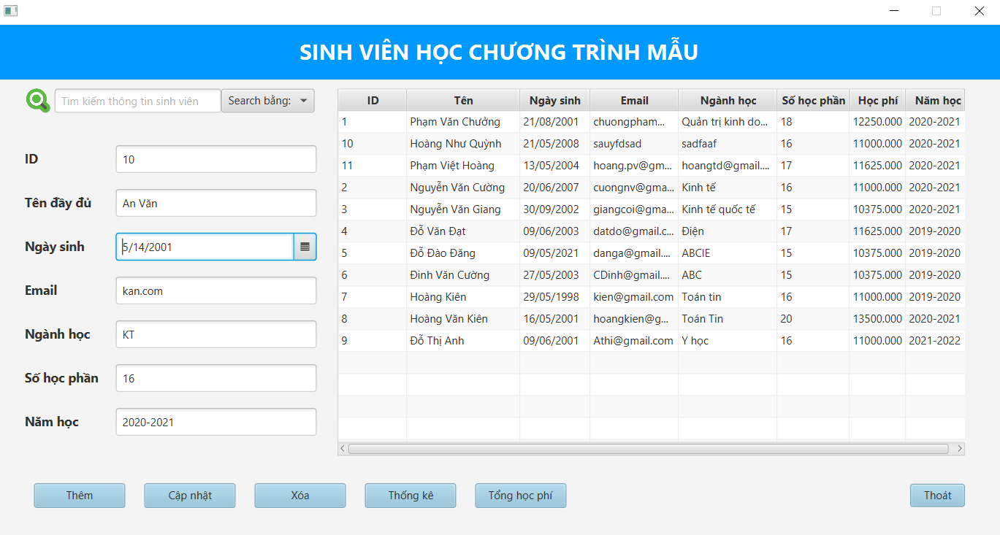 SINH VIÊN HỌC CHƯƠNG TRÌNH MẪU
Tìm kiếm thông tin sinh viên Search bằng:
ID 10
Tên đầy đủ An Văn
Ngày sinh 5/14/2001
Email kan.com
Ngành học KT
Số học phần 16
Năm học 2020-2021
ID Tên Ngày sinh Email Ngành học Số học phần Học phí Năm học
1 Phạm Văn Chưởng 21/08/2001 chuongpham... Quản trị kinh do... 18 12250.000 2020-2021
10 Hoàng Như Quỳnh 21/05/2008 sauyfdsad sadfaaf 16 11000.000 2020-2021
11 Phạm Việt Hoàng 13/05/2004 hoang.pv@gm... hoangtd@gmail.... 17 11625.000 2020-2021
2 Nguyễn Văn Cường 20/06/2007 cuongnv@gma... Kinh tế 16 11000.000 2020-2021
3 Nguyễn Văn Giang 30/09/2002 giangcoi@gma... Kinh tế quốc tế 15 10375.000 2020-2021
4 Đỗ Văn Đạt 09/06/2003 datdo@gmail.c... Điện 17 11625.000 2019-2020
5 Đỗ Đào Đăng 09/05/2021 danga@gmail.... ABCIE 15 10375.000 2019-2020
6 Đinh Văn Cường 27/05/2003 CDinh@gmail.... ABC 15 10375.000 2019-2020
7 Hoàng Kiên 29/05/1998 kien@gmail.com Toán tin 16 11000.000 2019-2020
8 Hoàng Văn Kiên 16/05/2001 hoangkien@g... Toán Tin 20 13500.000 2020-2021
9 Đỗ Thị Anh 09/06/2001 Athi@gmail.com Y học 16 11000.000 2021-2022
Thêm Cập nhật Xóa Thống kê Tổng học phí Thoát